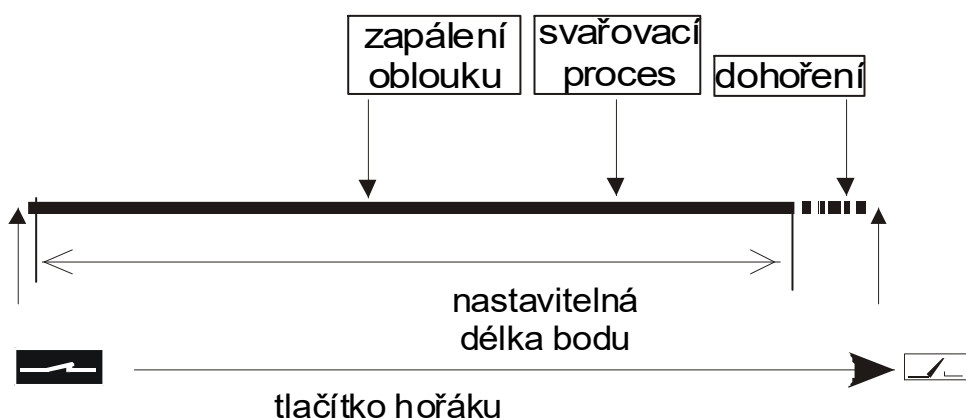 zapálení
oblouku
svařovací
proces
dohoření
nastavitelná
délka bodu
tlačítko hořáku